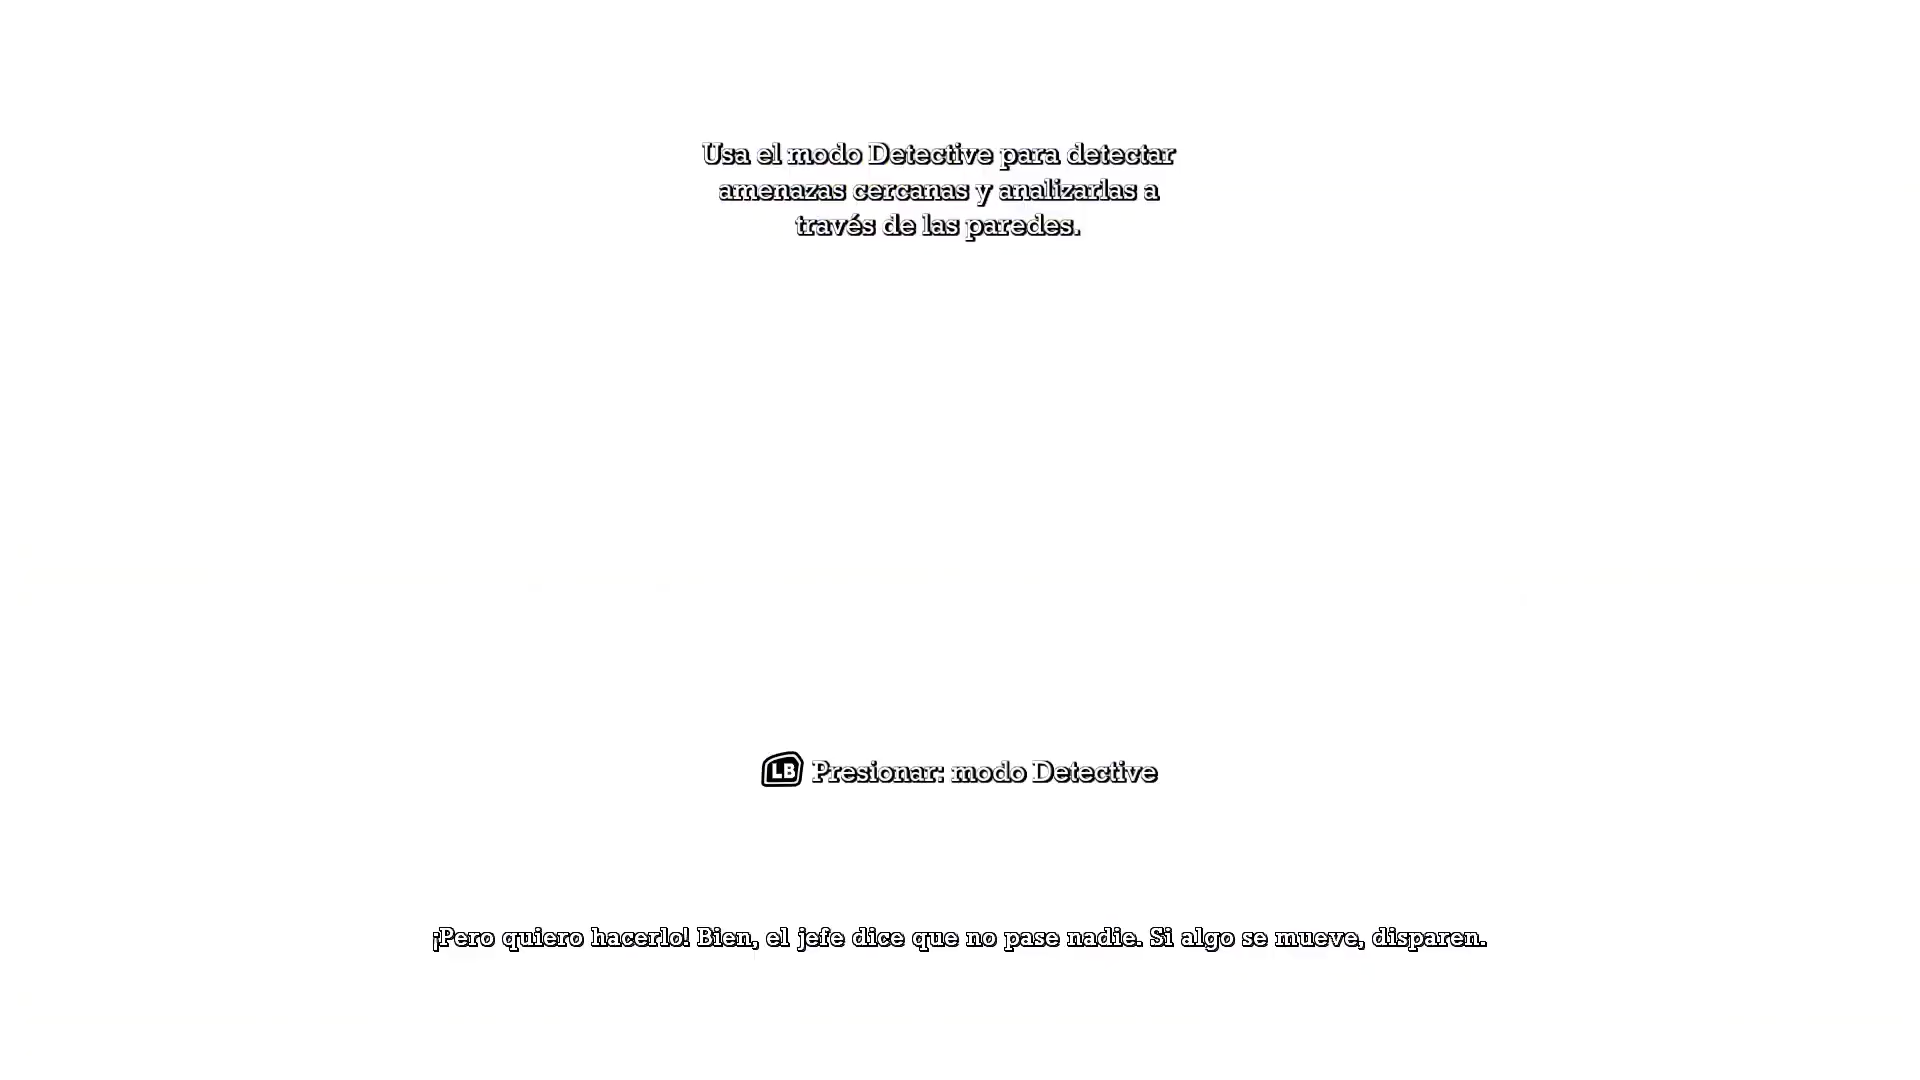 Usa el modo Detective para detectar
amenazas cercanas y analizarlas a
través de las paredes.
LB Presionar: modo Detective
¡Pero quiero hacerlo! Bien, el jefe dice que no pase nadie. Si algo se mueve, disparen.